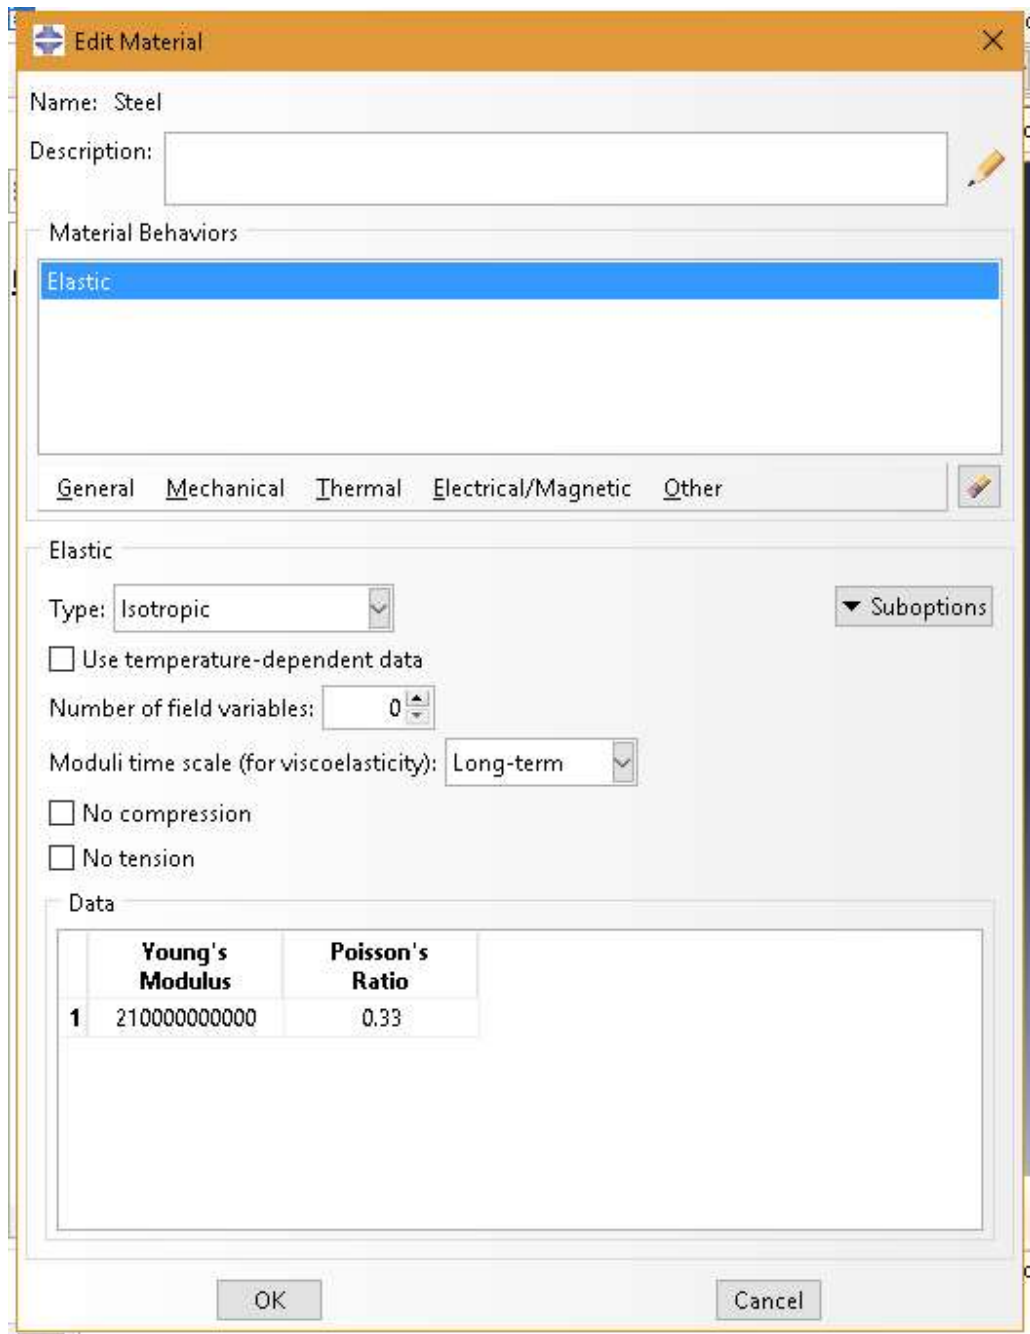 Edit Material
Name: Steel
Description:
Material Behaviors
Elastic
General Mechanical Thermal Electrical/Magnetic Other
Elastic
Type: Isotropic
Suboptions
Use temperature-dependent data
Number of field variables: 0
Moduli time scale (for viscoelasticity): Long-term
No compression
No tension
Data
Young's Modulus Poisson's Ratio
1 210000000000 0.33
OK Cancel